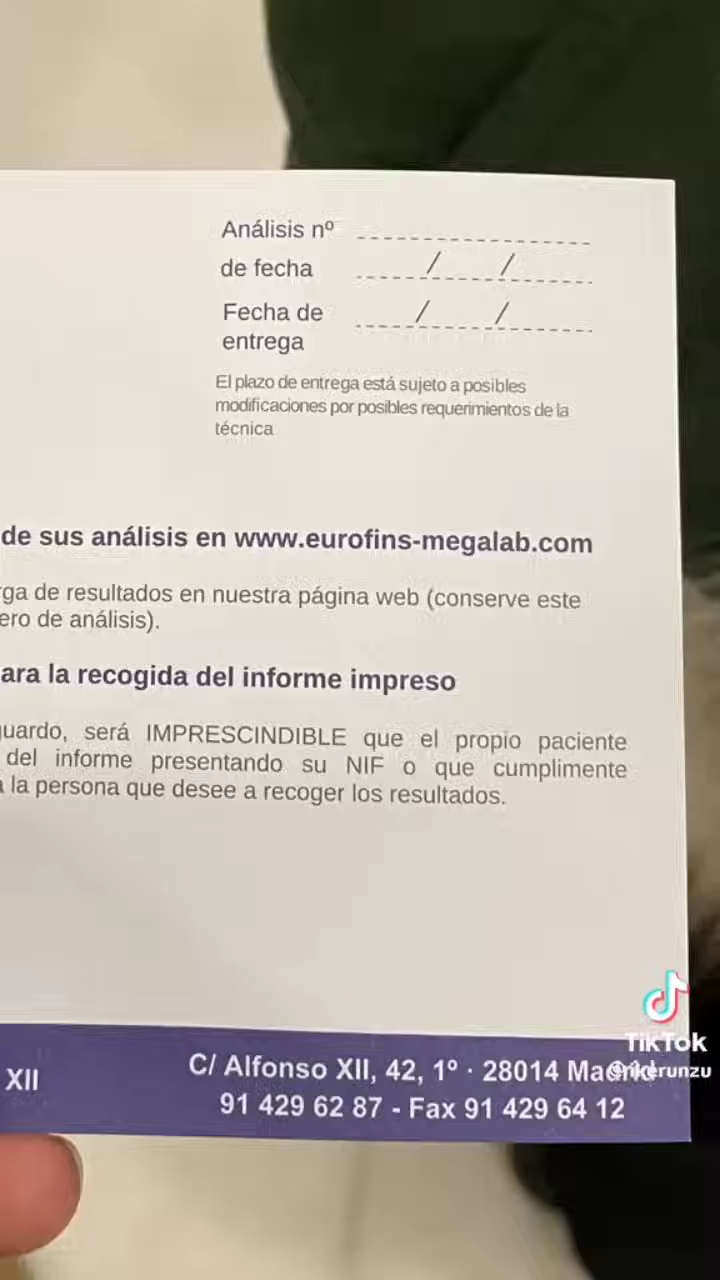 Análisis nº
de fecha / /
Fecha de / /
entrega
El plazo de entrega está sujeto a posibles
modificaciones por posibles requerimientos de la
técnica
de sus análisis en www.eurofins-megalab.com
rga de resultados en nuestra página web (conserve este
ero de análisis).
ara la recogida del informe impreso
guardo, será IMPRESCINDIBLE que el propio paciente
del informe presentando su NIF o que cumplimente
a la persona que desee a recoger los resultados.
XII
C/ Alfonso XII, 42, 1º · 28014 Madrid
91 429 62 87 - Fax 91 429 64 12
TikTok